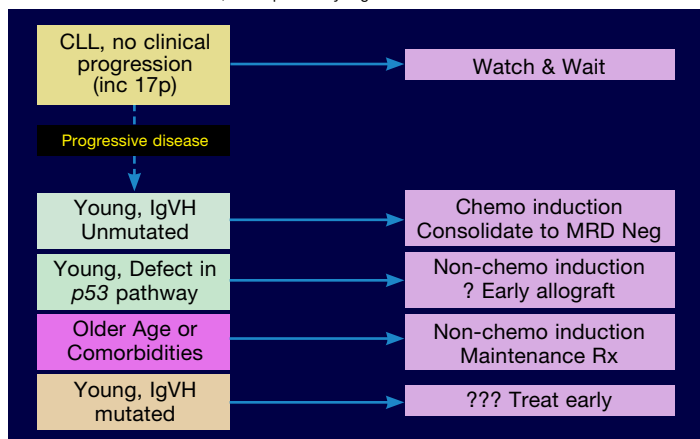 CLL, no clinical
progression
(inc 17p)
Watch & Wait
Progressive disease
Young, IgVH
Unmutated
Chemo induction
Consolidate to MRD Neg
Young, Defect in
p53 pathway
Non-chemo induction
? Early allograft
Older Age or
Comorbidities
Non-chemo induction
Maintenance Rx
Young, IgVH
mutated
??? Treat early